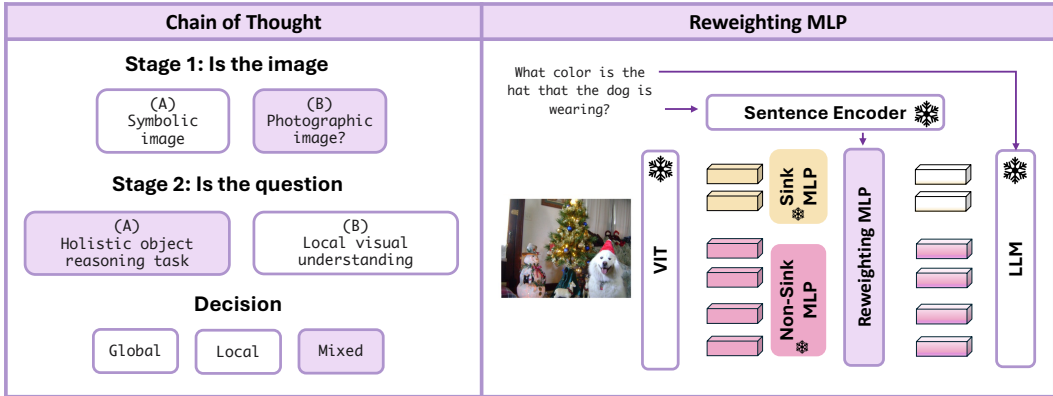 Chain of Thought
Stage 1: Is the image
(A)
Symbolic
image
(B)
Photographic
image?
Stage 2: Is the question
(A)
Holistic object
reasoning task
(B)
Local visual
understanding
Decision
Global
Local
Mixed
Reweighting MLP
What color is the
hat that the dog is
wearing?
Sentence Encoder
VIT
Sink
MLP
Non-Sink
MLP
Reweighting MLP
LLM